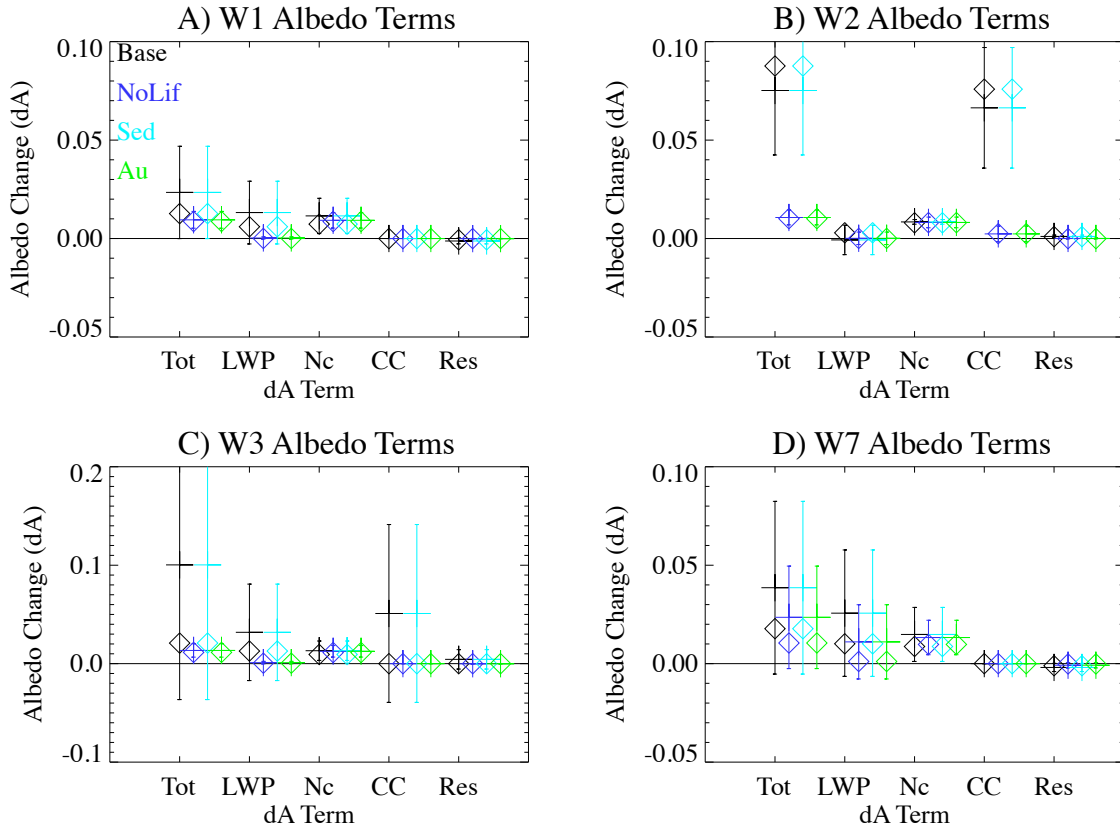 A) W1 Albedo Terms
0.10
0.05
0.00
-0.05
Albedo Change (dA)
Base
NoLif
Sed
Au
Tot LWP Nc CC Res
dA Term
B) W2 Albedo Terms
0.10
0.05
0.00
-0.05
Albedo Change (dA)
Tot LWP Nc CC Res
dA Term
C) W3 Albedo Terms
0.2
0.1
0.0
-0.1
Albedo Change (dA)
Tot LWP Nc CC Res
dA Term
D) W7 Albedo Terms
0.10
0.05
0.00
-0.05
Albedo Change (dA)
Tot LWP Nc CC Res
dA Term